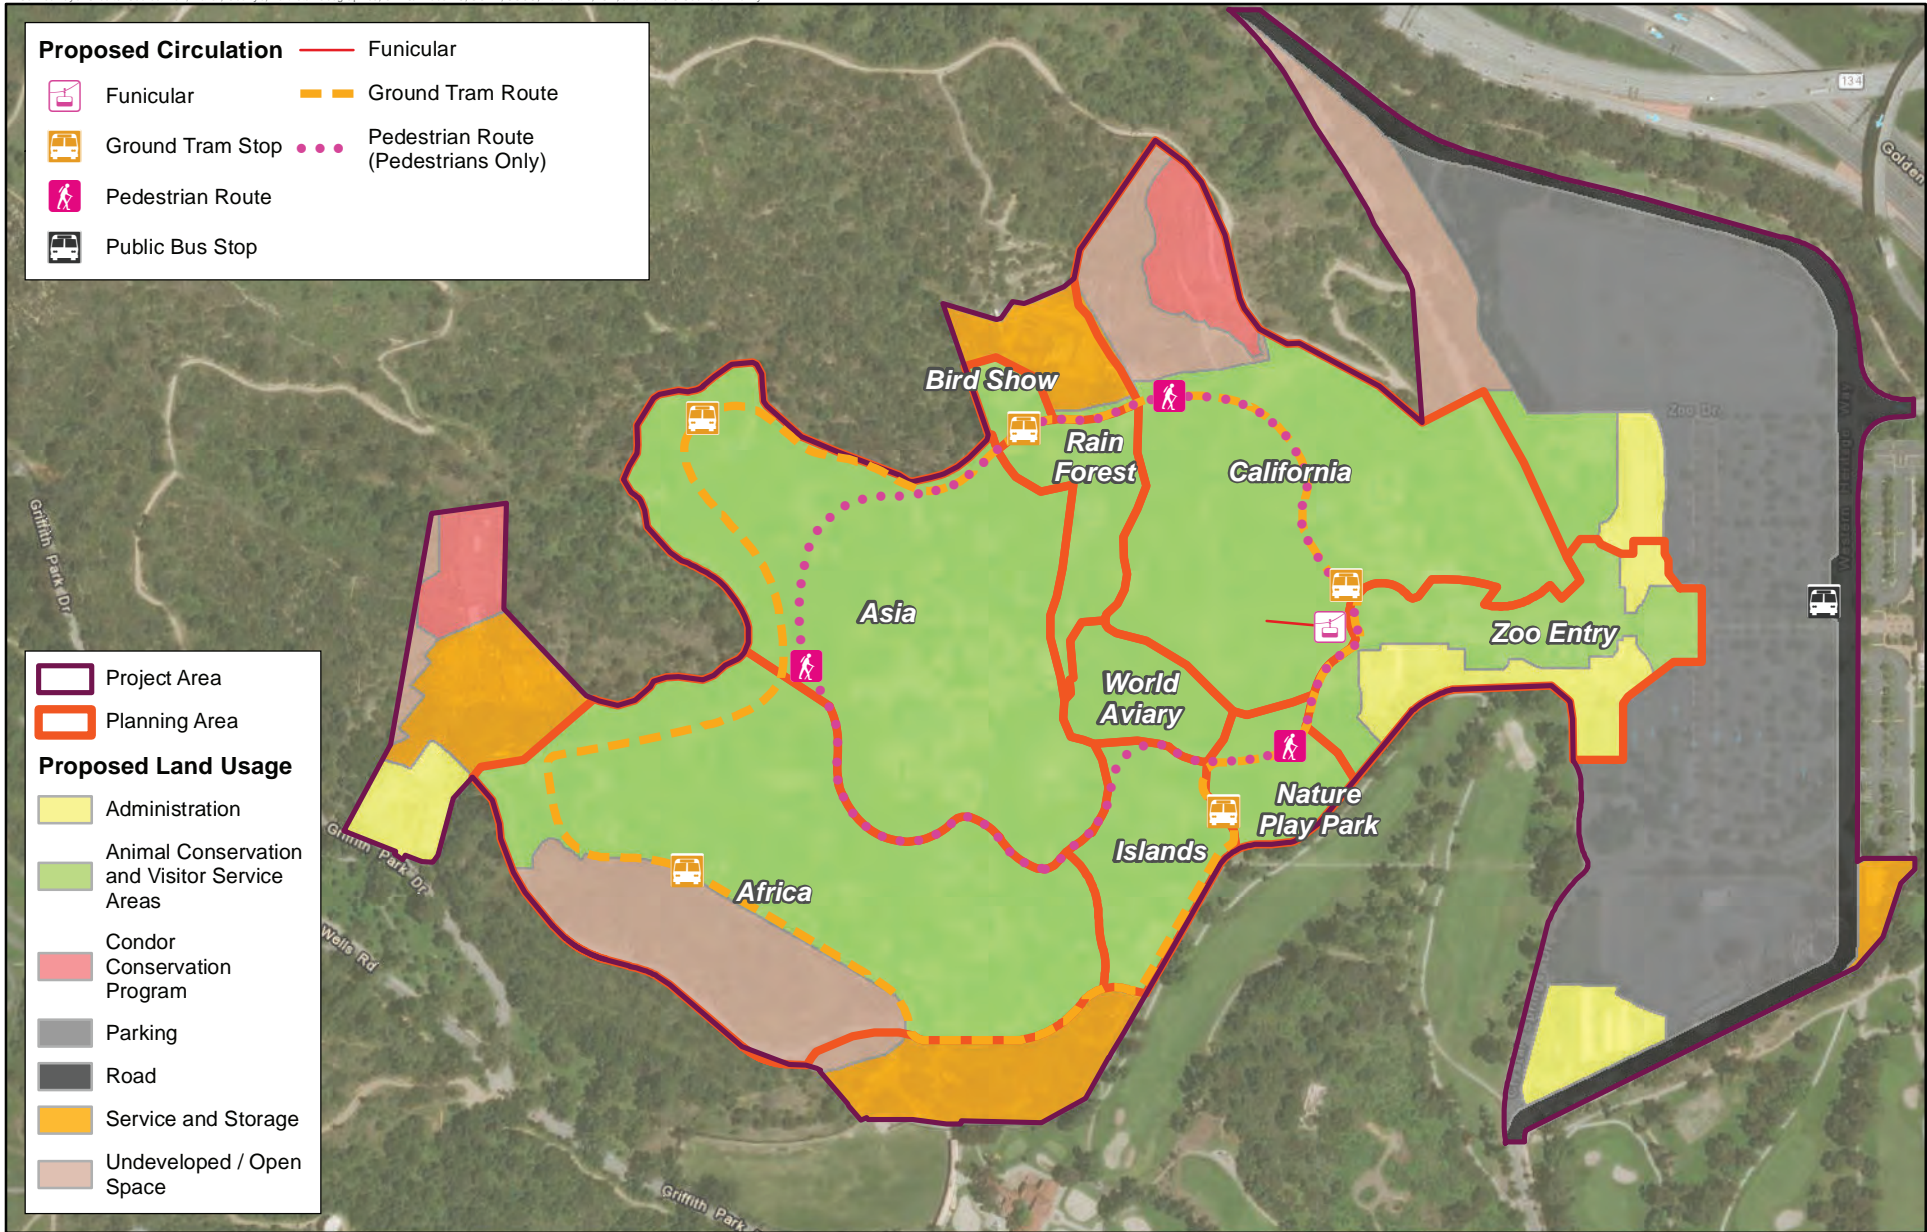 Proposed Circulation
Funicular
Funicular
Ground Tram Route
Ground Tram Stop
Pedestrian Route
(Pedestrians Only)
Pedestrian Route
Public Bus Stop
134
Golden
Bird Show
Rain
Forest
California
Zoo Dr
Griffith Park Dr
Asia
Zoo Entry
World
Aviary
Nature
Play Park
Islands
Africa
Griffith Park Dr
Wells Rd
Griffith Park
Project Area
Planning Area
Proposed Land Usage
Administration
Animal Conservation
and Visitor Service
Areas
Condor
Conservation
Program
Parking
Road
Service and Storage
Undeveloped / Open
Space